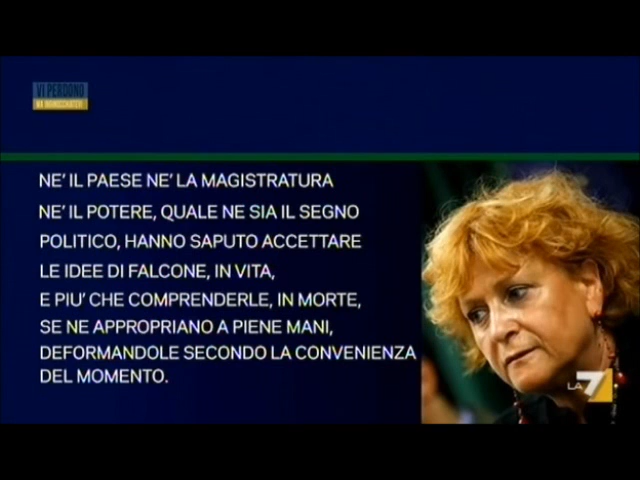 VI PERDONO
MA INGINOCCHIATEVI
NE' IL PAESE NE' LA MAGISTRATURA
NE' IL POTERE, QUALE NE SIA IL SEGNO
POLITICO, HANNO SAPUTO ACCETTARE
LE IDEE DI FALCONE, IN VITA,
E PIU' CHE COMPRENDERLE, IN MORTE,
SE NE APPROPRIANO A PIENE MANI,
DEFORMANDOLE SECONDO LA CONVENIENZA
DEL MOMENTO.
LA7